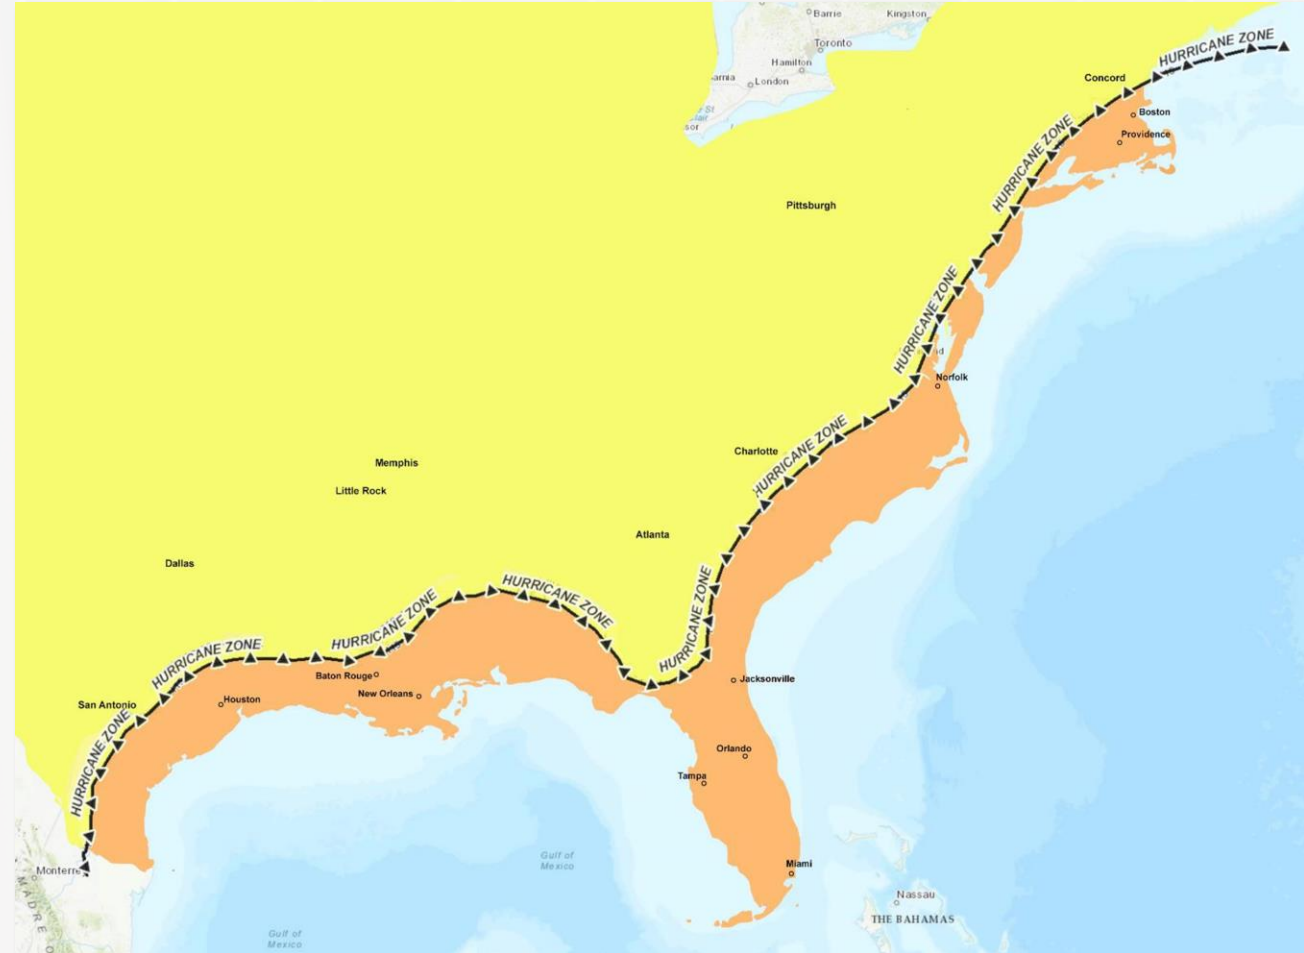 Barrie
Kingston
Toronto
Hamilton
London
HURRICANE ZONE
Concord
Boston
Providence
HURRICANE ZONE
Pittsburgh
HURRICANE ZONE
Norfolk
HURRICANE ZONE
Charlotte
Memphis
Little Rock
Atlanta
Dallas
HURRICANE ZONE
HURRICANE ZONE
HURRICANE ZONE
HURRICANE ZONE
Baton Rouge
New Orleans
Houston
San Antonio
HURRICANE ZONE
Jacksonville
Orlando
Tampa
Miami
Gulf of
Mexico
Monterre
MADRE O
Nassau
THE BAHAMAS
Gulf of
Mexico